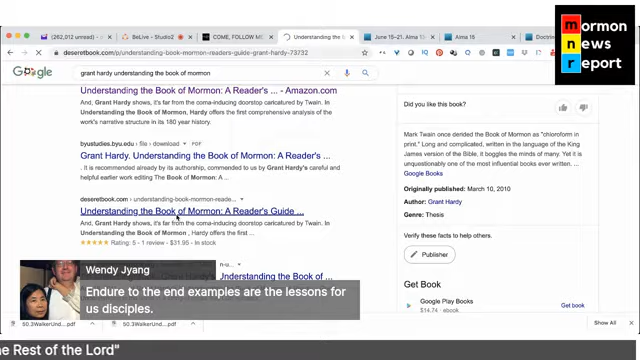 mormon
news
report
m
n
r
(262,012 unread) -
BeLive - Studio2
COME, FOLLOW ME
Understanding the B
June 15-21. Alma 13
Alma 15
Doctrin
deseretbook.com/p/understanding-book-mormon-readers-guide-grant-hardy-73732
Google
grant hardy understanding the book of mormon
Understanding the Book of Mormon: A Reader's ... - Amazon.com
And, Grant Hardy shows, it's far from the coma-inducing doorstop caricatured by Twain. In
Understanding the Book of Mormon, Hardy offers the first comprehensive analysis of the
work's narrative structure in its 180 year history.
byustudies.byu.edu › file › download PDF
Grant Hardy. Understanding the Book of Mormon: A Reader's ...
. It is recommended already by its authorship, commended to us by Grant Hardy's careful and
helpful earlier work editing The Book of Mormon: A ...
deseretbook.com › understanding-book-mormon-reade...
Understanding the Book of Mormon: A Reader's Guide ...
And, Grant Hardy shows, it's far from the coma-inducing doorstop caricatured by Twain. In
Understanding the Book of Mormon, Hardy offers the first ...
Rating: 5 - 1 review - $31.95 - In stock
Understanding the Book of ...
Did you like this book?
Mark Twain once derided the Book of Mormon as "chloroform in
print." Long and complicated, written in the language of the King
James version of the Bible, it boggles the minds of many. Yet it is
unquestionably one of the most influential books ever written.
Google Books
Originally published: March 10, 2010
Author: Grant Hardy
Genre: Thesis
Verify these facts to help others.
Publisher
Get Book
Google Play Books
$14.74 - ebook
Get book
Wendy Jyang
Endure to the end examples are the lessons for
us disciples.
50.3WalkerUnd....pdf
50.3WalkerUnd....pdf
Show All
he Rest of the Lord"